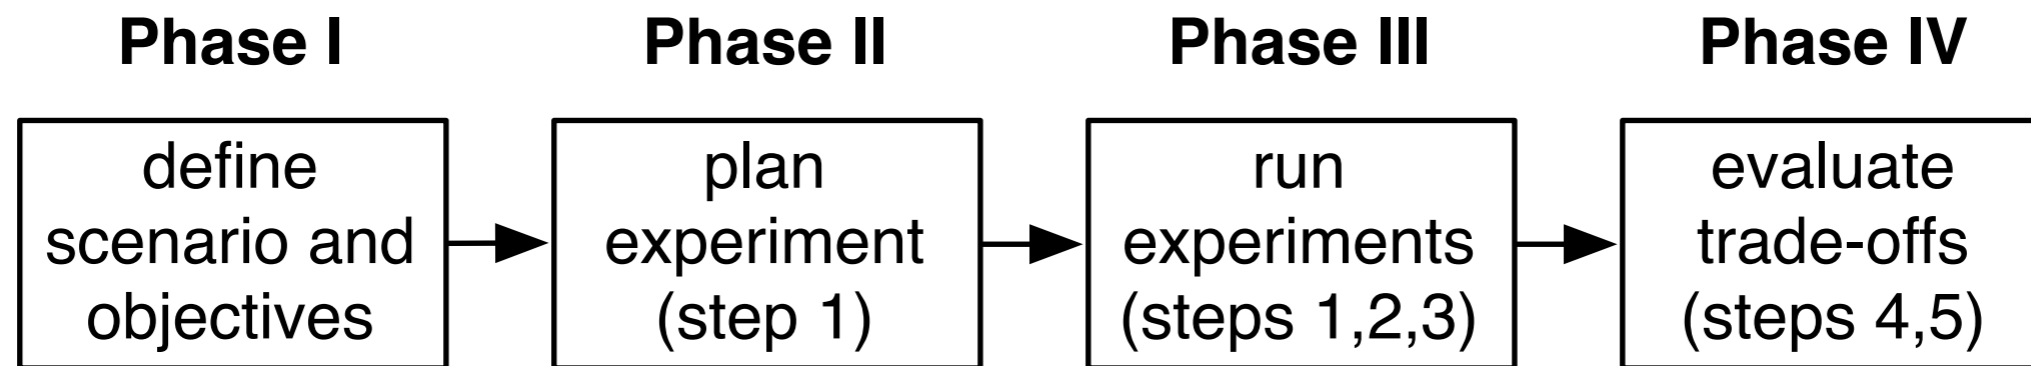 Phase I
define
scenario and
objectives
Phase II
plan
experiment
(step 1)
Phase III
run
experiments
(steps 1,2,3)
Phase IV
evaluate
trade-offs
(steps 4,5)